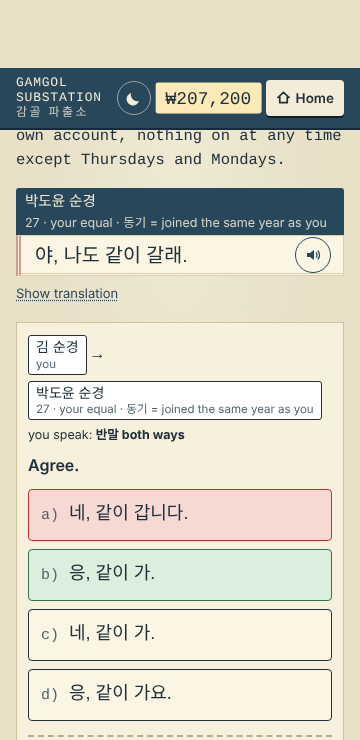 GAMGOL
SUBSTATION
감골 파출소
₩207,200
Home
own account, nothing on at any time
except Thursdays and Mondays.
박도윤 순경
27 · your equal · 동기 = joined the same year as you
야, 나도 같이 갈래.
Show translation
김 순경
you
→
박도윤 순경
27 · your equal · 동기 = joined the same year as you
you speak: 반말 both ways
Agree.
a) 네, 같이 갑니다.
b) 응, 같이 가.
c) 네, 같이 가.
d) 응, 같이 가요.